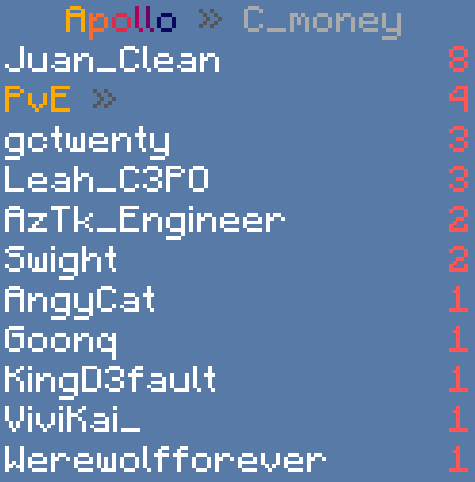 Apollo » C_money
Juan_Clean 8
PvE » 4
gctwenty 3
Leah_C3PO 3
AzTk_Engineer 2
Swight 2
AngyCat 1
Goonq 1
KingD3fault 1
ViviKai_ 1
Werewolfforever 1